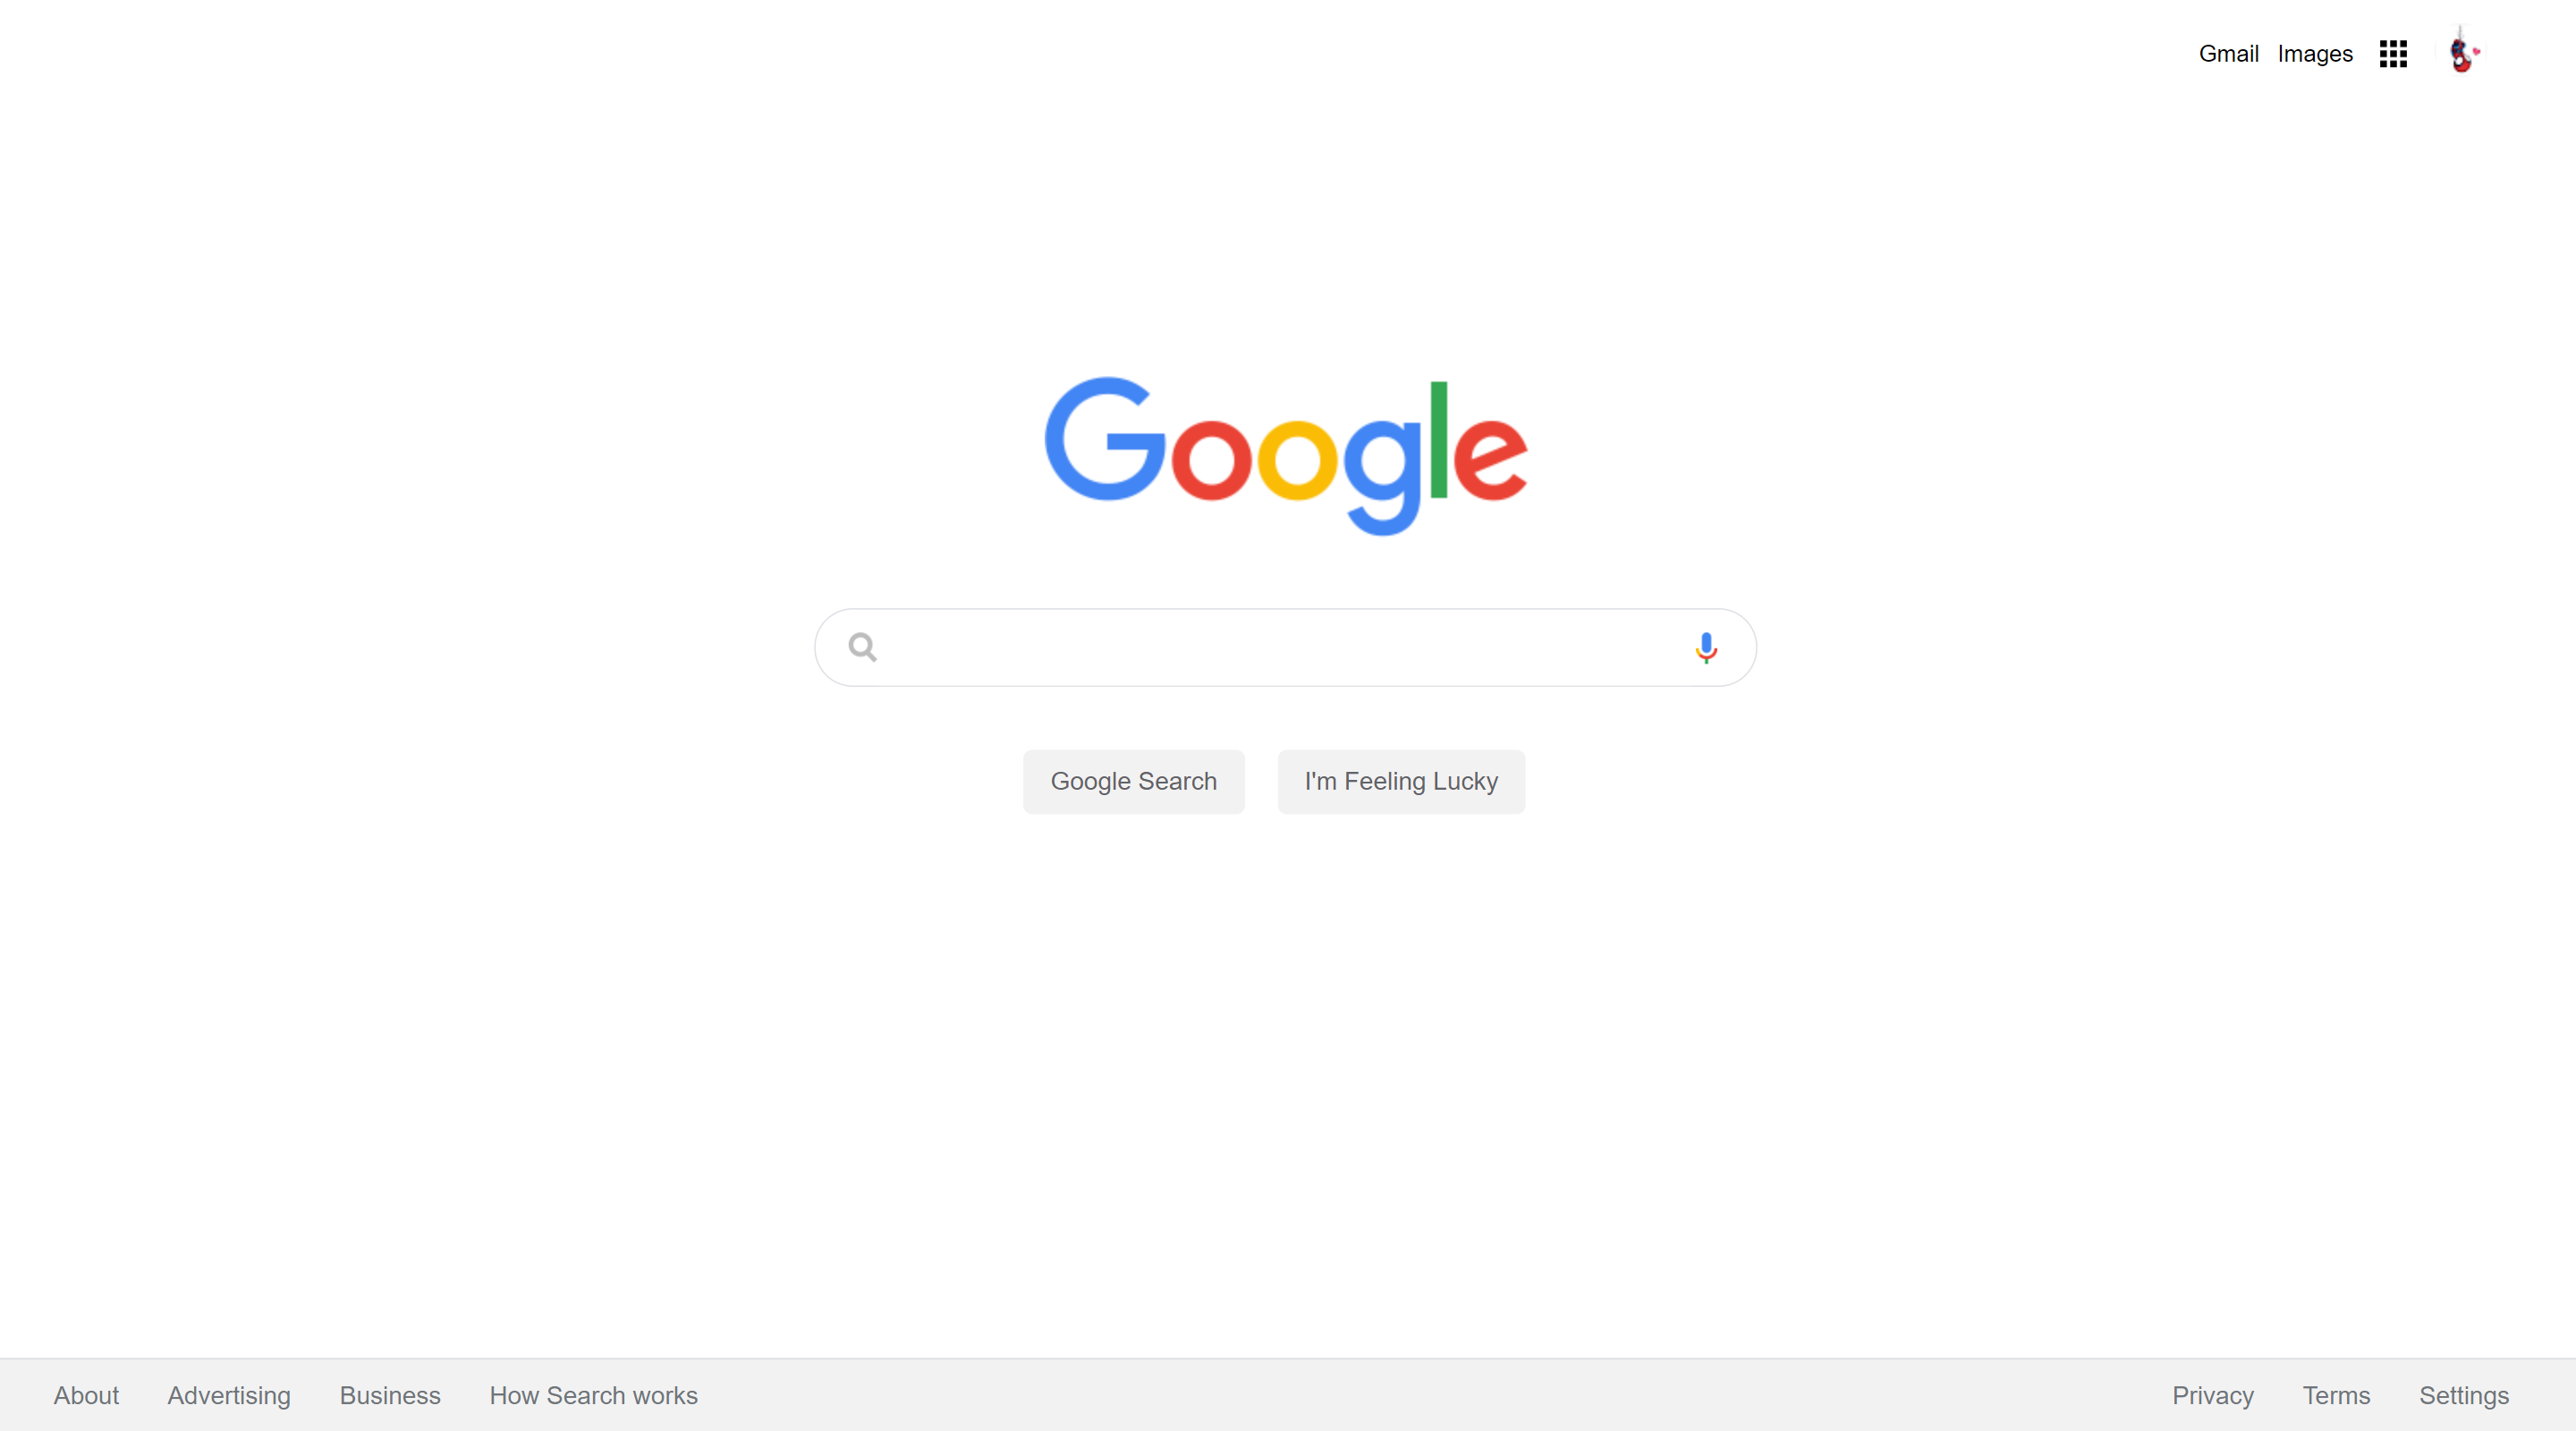 Gmail Images
Google
Google Search I'm Feeling Lucky
About Advertising Business How Search works Privacy Terms Settings